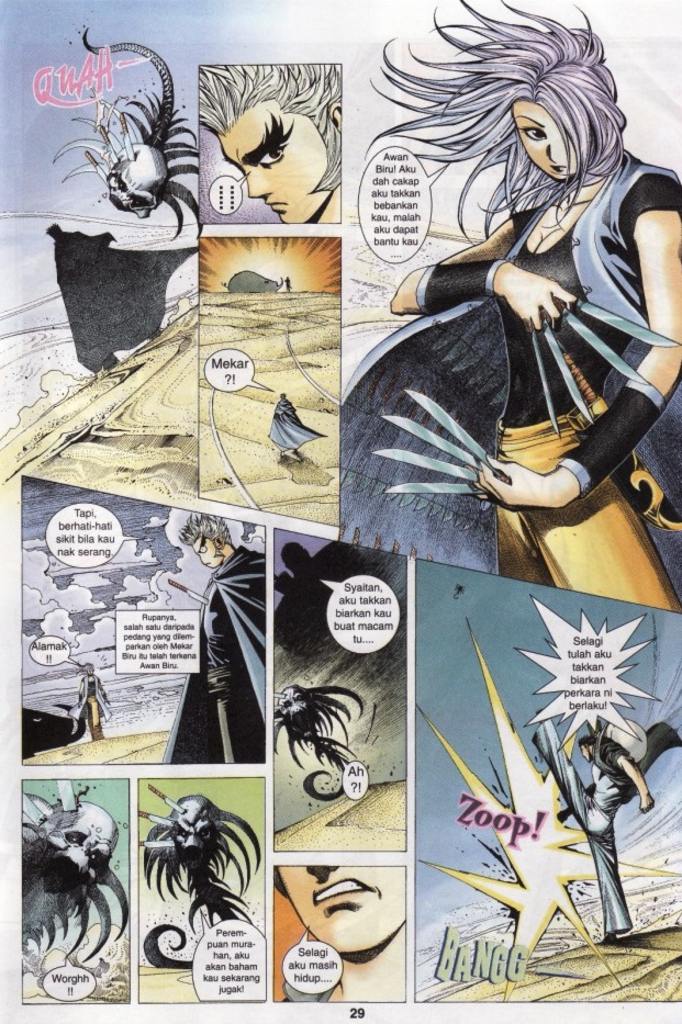 QUAH
Awan
Biru! Aku
dah cakap
aku takkan
bebankan
kau, malah
aku dapat
bantu kau
....
Mekar
?!
Tapi,
berhati-hati
sikit bila kau
nak serang.
Rupanya,
salah satu daripada
pedang yang dilem-
parkan oleh Mekar
Biru itu telah terkena
Awan Biru.
Alamak
!!
Syaitan,
aku takkan
biarkan kau
buat macam
tu....
Ah
?!
Selagi
tulah aku
takkan
biarkan
perkara ni
berlaku!
Zoop!
BANGG
Worghh
!!
Perem-
puan mura-
han, aku
akan baham
kau sekarang
jugak!
Selagi
aku masih
hidup....
29